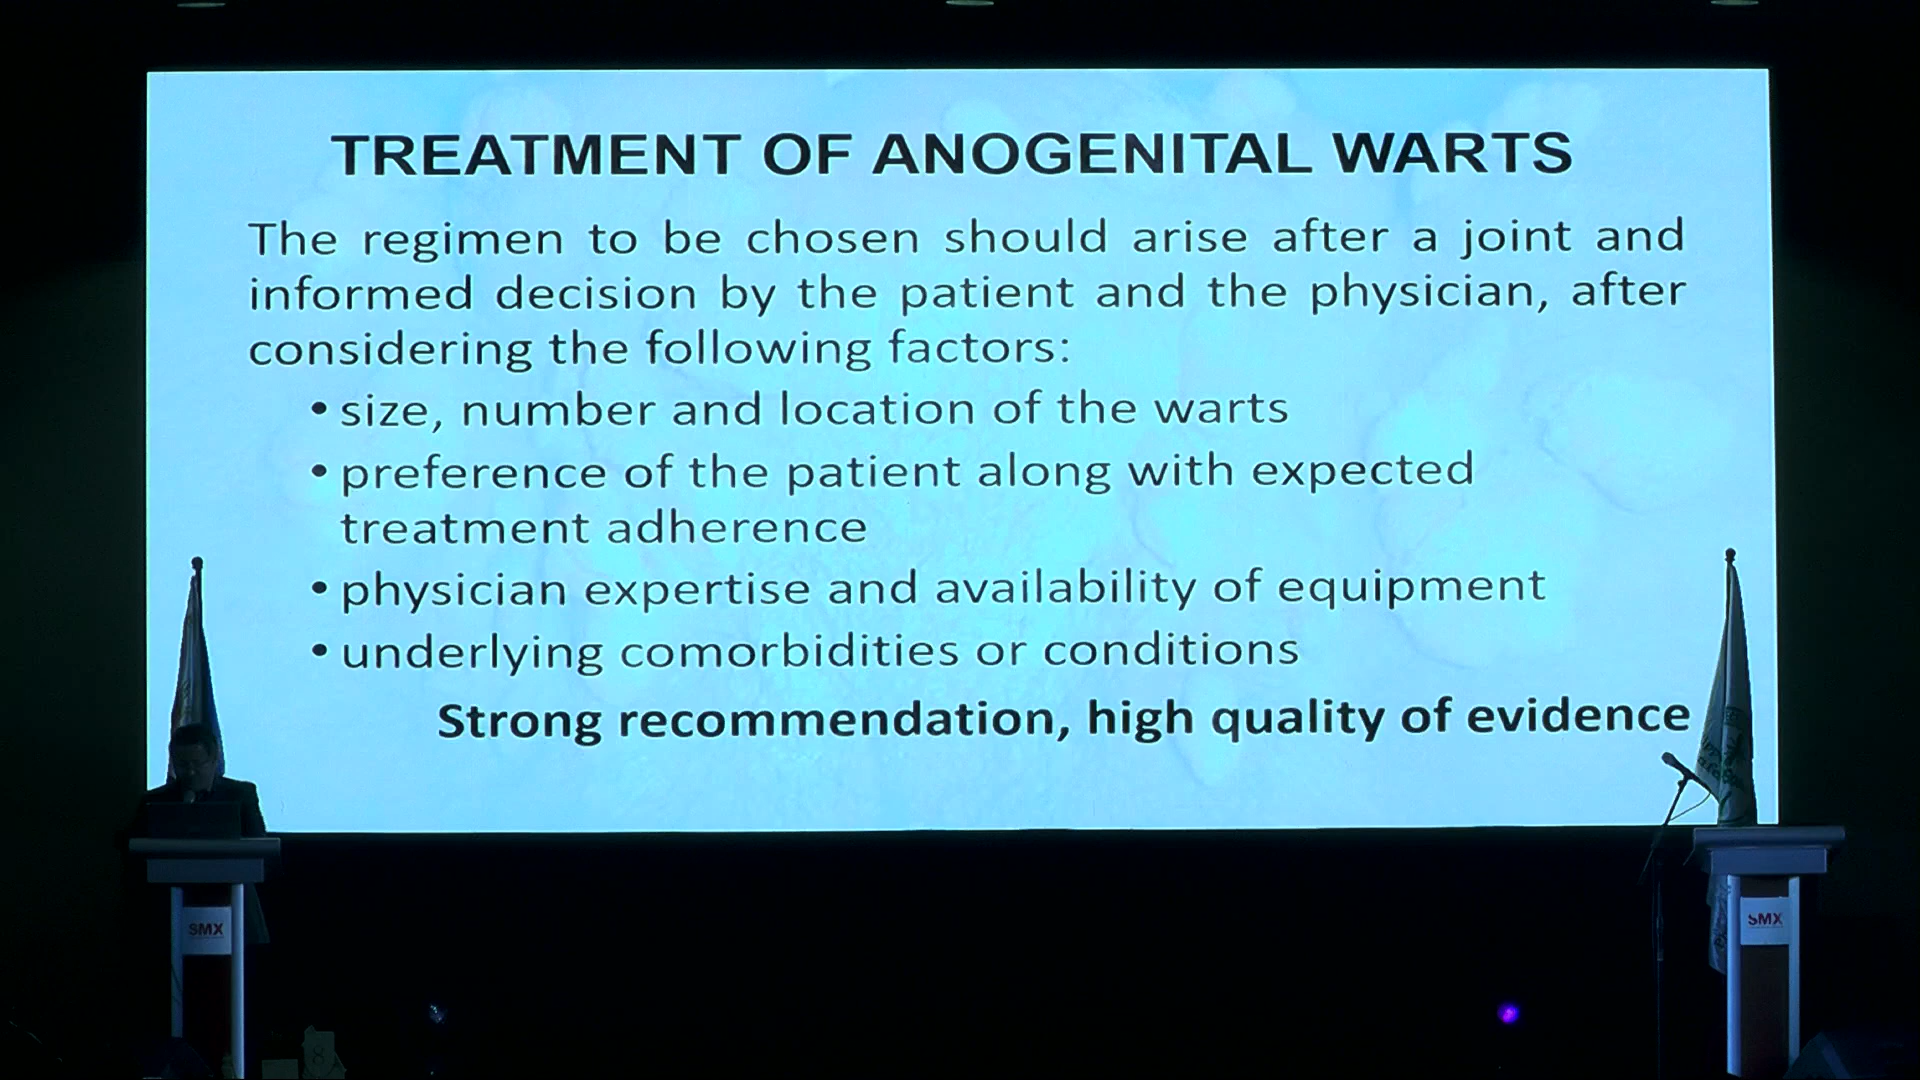 TREATMENT OF ANOGENITAL WARTS
The regimen to be chosen should arise after a joint and
informed decision by the patient and the physician, after
considering the following factors:
• size, number and location of the warts
• preference of the patient along with expected
treatment adherence
• physician expertise and availability of equipment
• underlying comorbidities or conditions
Strong recommendation, high quality of evidence
SMX
SMX